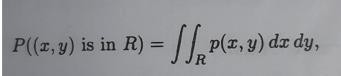 P((x, y) is in R) = ∬_R p(x, y) dx dy,